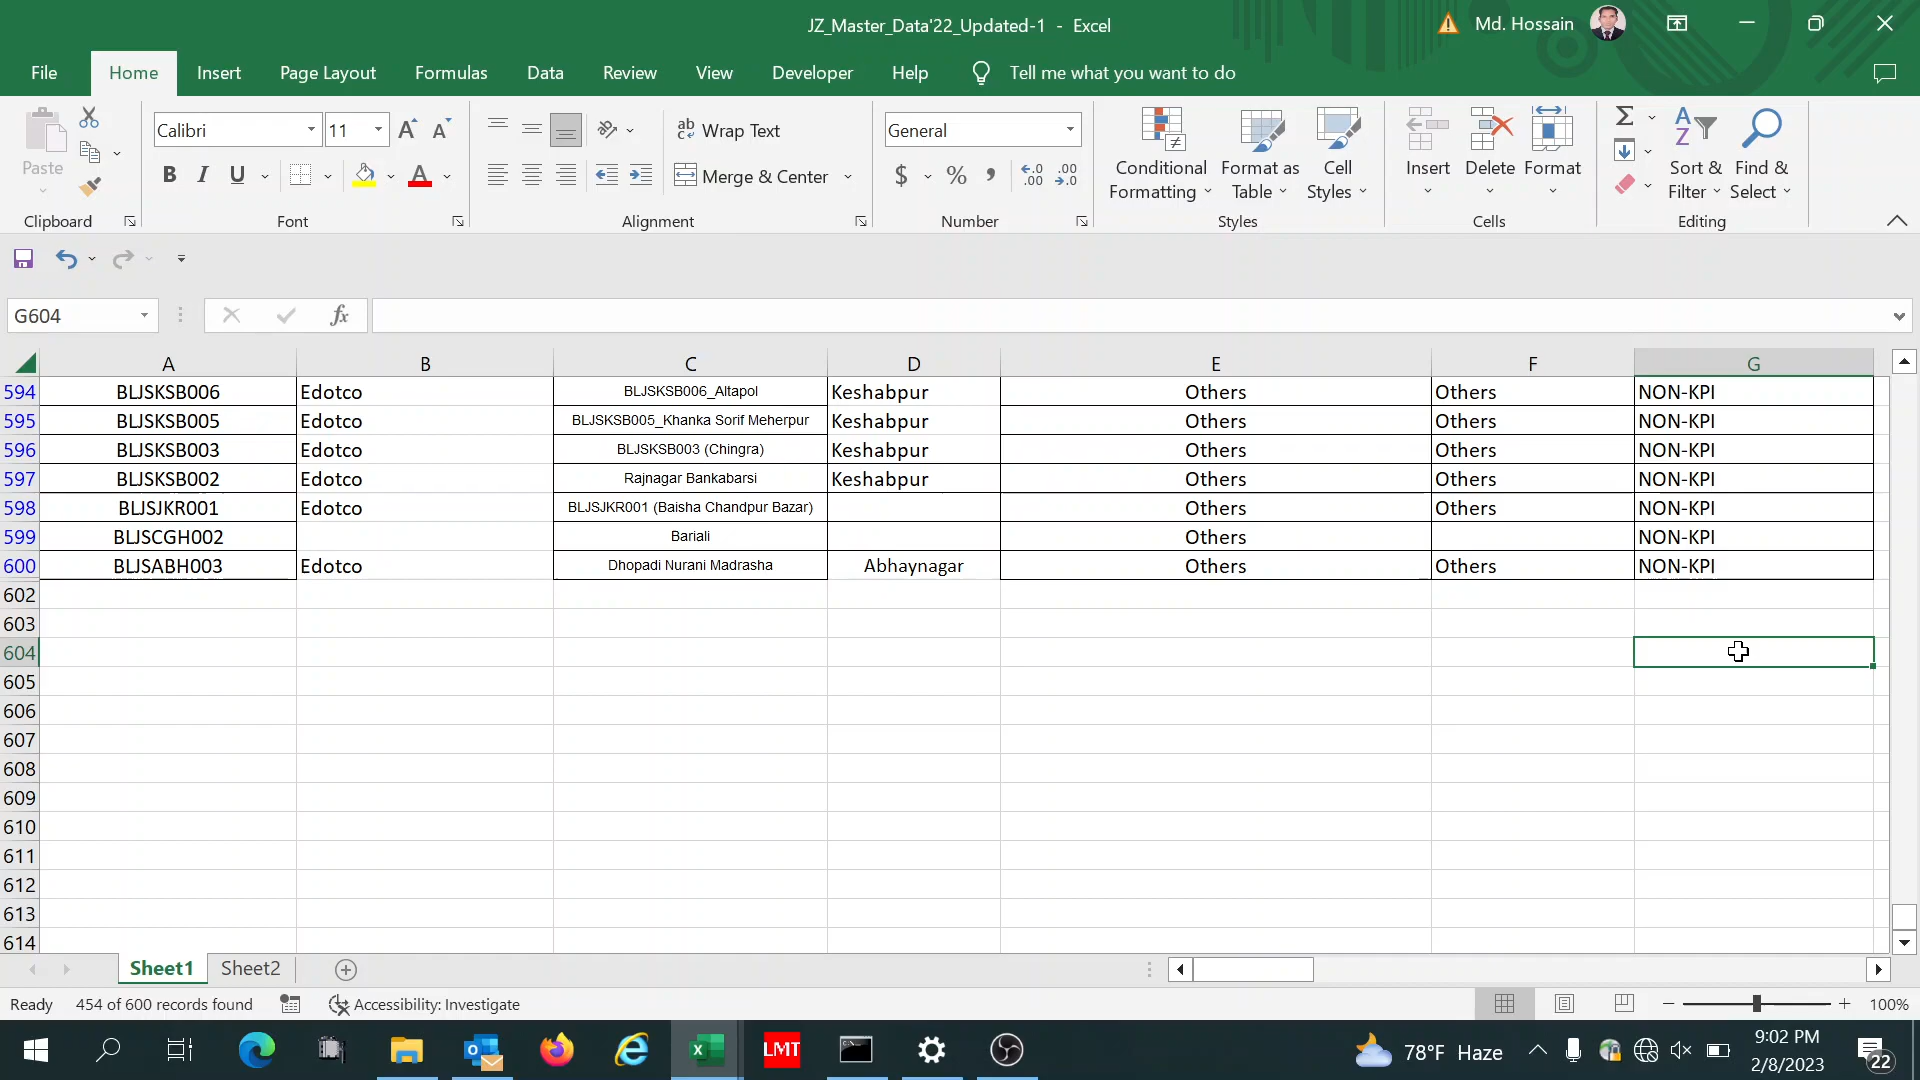 JZ_Master_Data'22_Updated-1 - Excel
Md. Hossain
File Home Insert Page Layout Formulas Data Review View Developer Help Tell me what you want to do
Calibri 11
ab Wrap Text
General
Paste
B I U
Merge & Center
$ % ,
Conditional Formatting
Format as Table
Cell Styles
Insert Delete Format
Sort & Filter
Find & Select
Clipboard Font Alignment Number Styles Cells Editing
G604 fx
A B C D E F G
594 BLJSKSB006 Edotco BLJSKSB006_Altapol Keshabpur Others Others NON-KPI
595 BLJSKSB005 Edotco BLJSKSB005_Khanka Sorif Meherpur Keshabpur Others Others NON-KPI
596 BLJSKSB003 Edotco BLJSKSB003 (Chingra) Keshabpur Others Others NON-KPI
597 BLJSKSB002 Edotco Rajnagar Bankabarsi Keshabpur Others Others NON-KPI
598 BLJSJKR001 Edotco BLJSJKR001 (Baisha Chandpur Bazar) Others Others NON-KPI
599 BLJSCGH002 Bariali Others NON-KPI
600 BLJSABH003 Edotco Dhopadi Nurani Madrasha Abhaynagar Others Others NON-KPI
602
603
604
605
606
607
608
609
610
611
612
613
614
Sheet1 Sheet2
Ready 454 of 600 records found Accessibility: Investigate 100%
LMT
78°F Haze
9:02 PM
2/8/2023
22